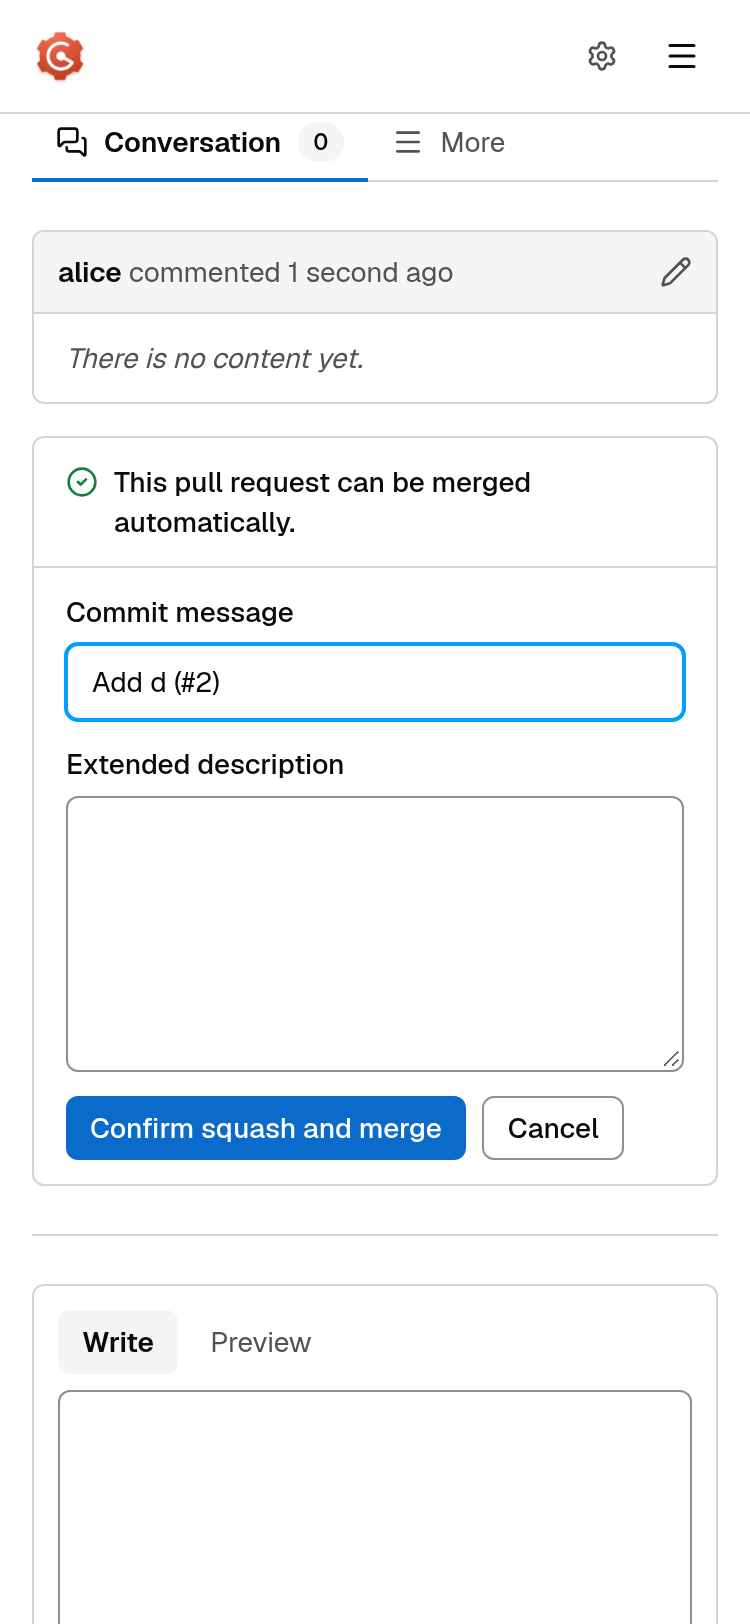 Conversation 0 More
alice commented 1 second ago
There is no content yet.
This pull request can be merged
automatically.
Commit message
Add d (#2)
Extended description
Confirm squash and merge Cancel
Write Preview